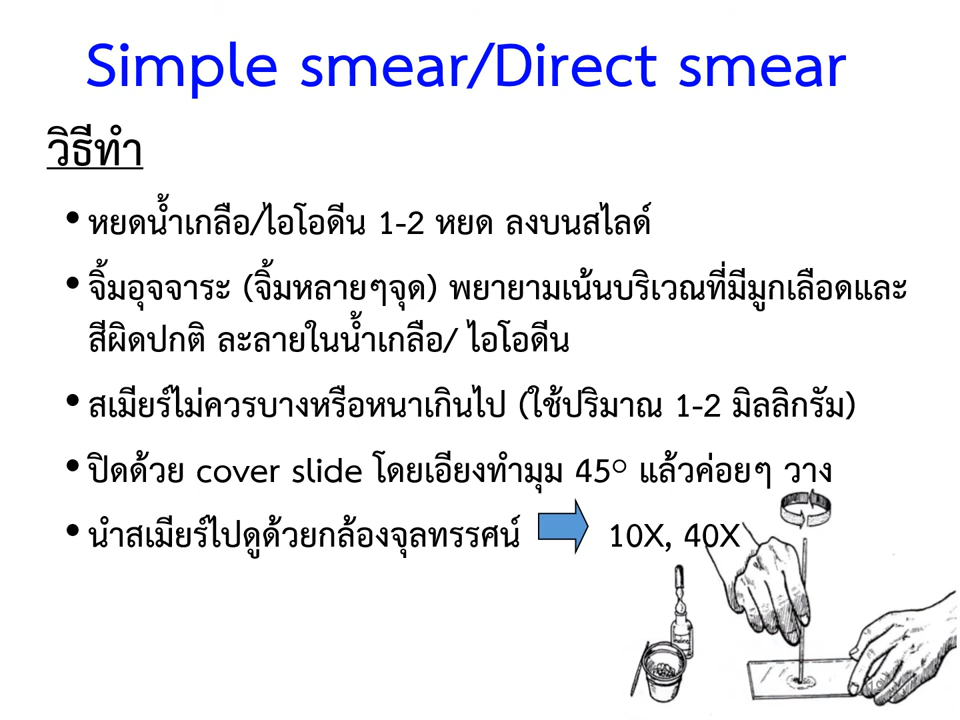 Simple smear/Direct smear
วิธีทำ
• หยดน้ำเกลือ/ไอโอดีน 1-2 หยด ลงบนสไลด์
• จิ้มอุจจาระ (จิ้มหลายๆจุด) พยายามเน้นบริเวณที่มีมูกเลือดและ
สีผิดปกติ ละลายในน้ำเกลือ/ ไอโอดีน
• สเมียร์ไม่ควรบางหรือหนาเกินไป (ใช้ปริมาณ 1-2 มิลลิกรัม)
• ปิดด้วย cover slide โดยเอียงทำมุม 45° แล้วค่อยๆ วาง
• นำสเมียร์ไปดูด้วยกล้องจุลทรรศน์ 10X, 40X